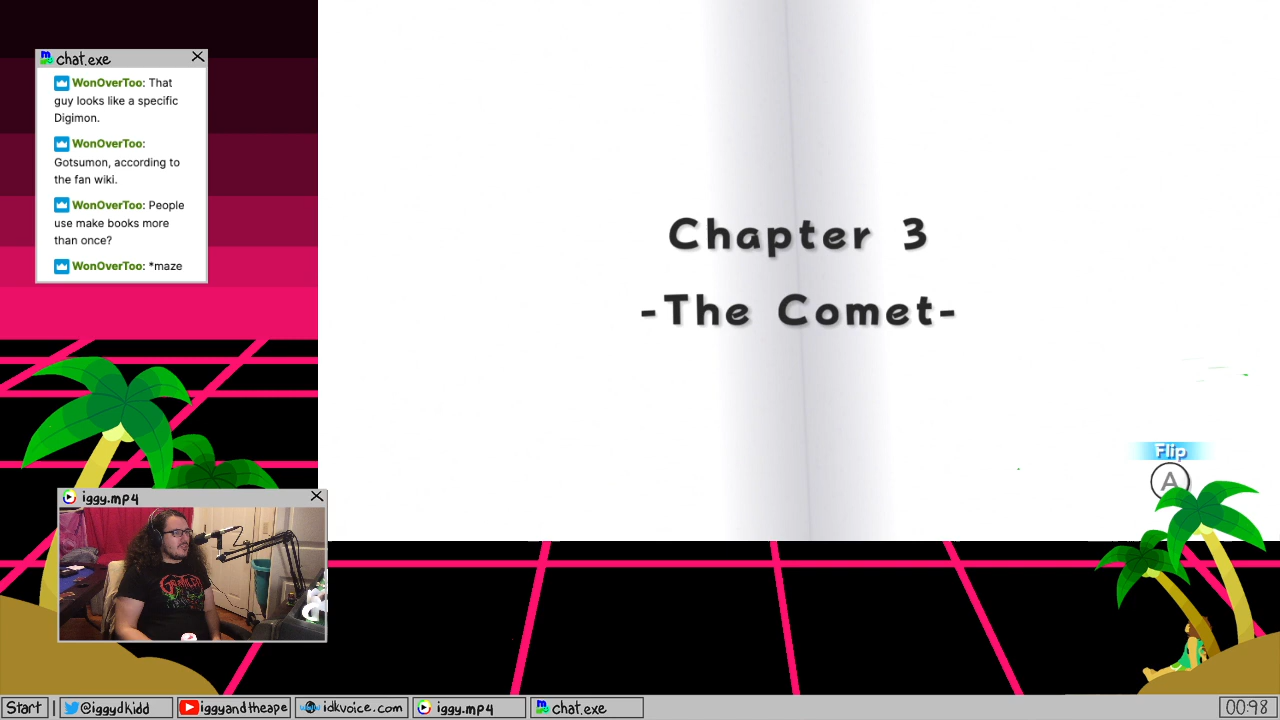 chat.exe
WonOverToo: That
guy looks like a specific
Digimon.
WonOverToo:
Gotsumon, according to
the fan wiki.
WonOverToo: People
use make books more
than once?
WonOverToo: *maze
Chapter 3
-The Comet-
Flip
A
iggy.mp4
Start
@iggydkidd
iggyandtheape
idkvoice.com
iggy.mp4
chat.exe
00:98